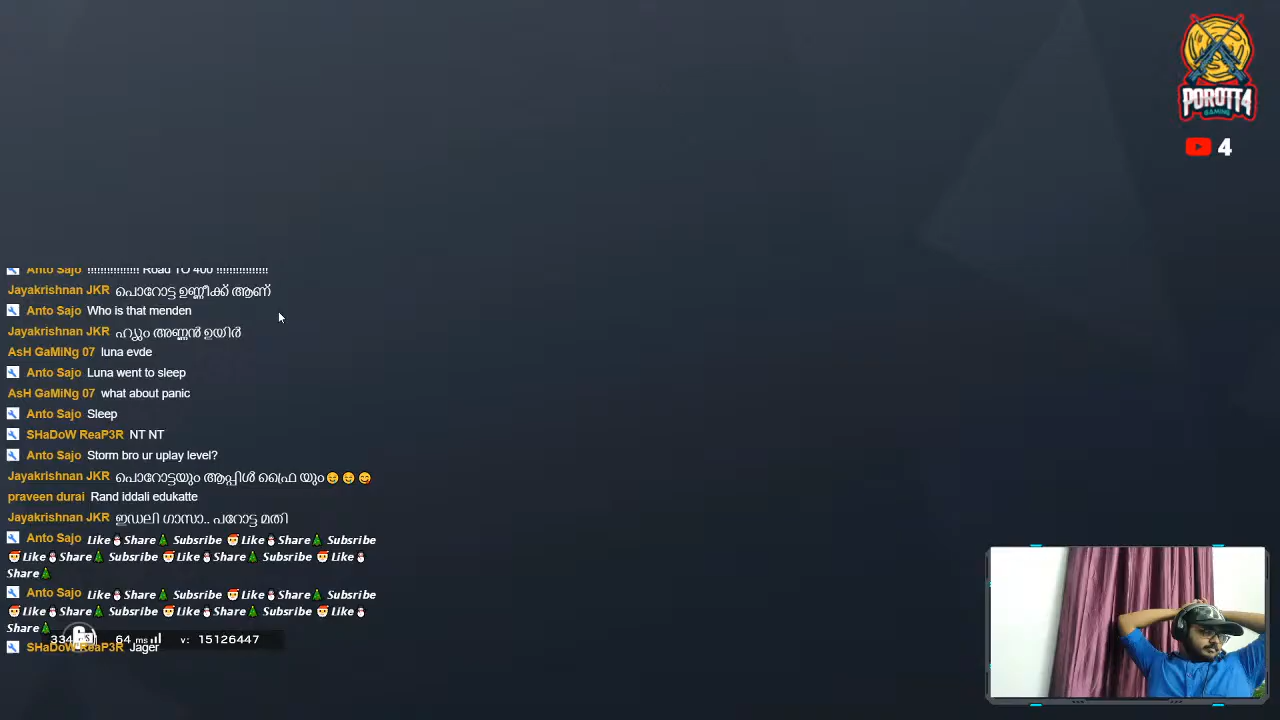 POROTT4
GAMING
4
Anto Sajo !!!!!!!!!!!!!!!! Road TO 400 !!!!!!!!!!!!!!!!
Jayakrishnan JKR പൊറോട്ട ഉണ്ണീക്ക് ആണ്
Anto Sajo Who is that menden
Jayakrishnan JKR ഹ്യും അണ്ണൻ ഉയിർ
AsH GaMiNg 07 luna evde
Anto Sajo Luna went to sleep
AsH GaMiNg 07 what about panic
Anto Sajo Sleep
SHaDoW ReaP3R NT NT
Anto Sajo Storm bro ur uplay level?
Jayakrishnan JKR പൊറോട്ടയും ആപ്പിൾ ഫ്രൈ യും😊😊😋
praveen durai Rand iddali edukatte
Jayakrishnan JKR ഇഡലി ഗാസാ.. പറോട്ട മതി
Anto Sajo Like⛄Share🎄 Subsribe 🎅Like⛄Share🎄 Subsribe
🎅Like⛄Share🎄 Subsribe 🎅Like⛄Share🎄 Subsribe 🎅Like⛄
Share🎄
Anto Sajo Like⛄Share🎄 Subsribe 🎅Like⛄Share🎄 Subsribe
🎅Like⛄Share🎄 Subsribe 🎅Like⛄Share🎄 Subsribe 🎅Like⛄
Share🎄
64 ms v: 15126447
SHaDoW ReaP3R Jager